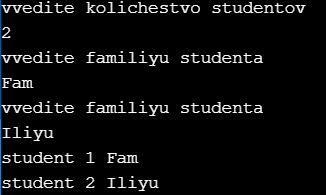 vvedite kolichestvo studentov
2
vvedite familiyu studenta
Fam
vvedite familiyu studenta
Iliyu
student 1 Fam
student 2 Iliyu